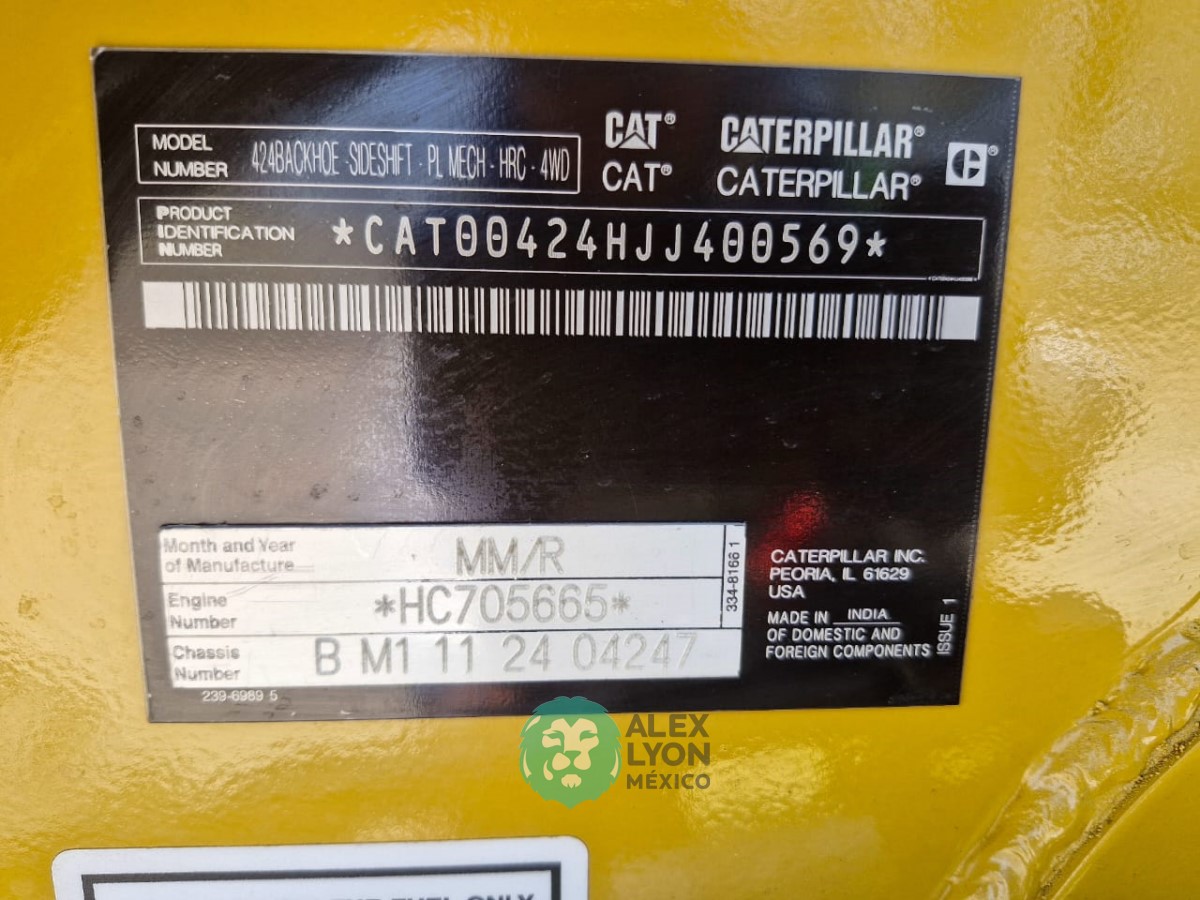 MODEL
NUMBER
424BACKHOE -SIDESHIFT - PL MECH - HRC - 4WD
CAT® CATERPILLAR®
CAT® CATERPILLAR®
PRODUCT
IDENTIFICATION
NUMBER
*CAT00424HJJ400569*
Month and Year
of Manufacture
MM/R
Engine
Number
*HC705665*
Chassis
Number
B M1 11 24 04247
334-8166 1
239-6989 5
CATERPILLAR INC.
PEORIA, IL 61629
USA
MADE IN INDIA
OF DOMESTIC AND
FOREIGN COMPONENTS
ISSUE 1
ALEX
LYON
MÉXICO
FUEL ONLY